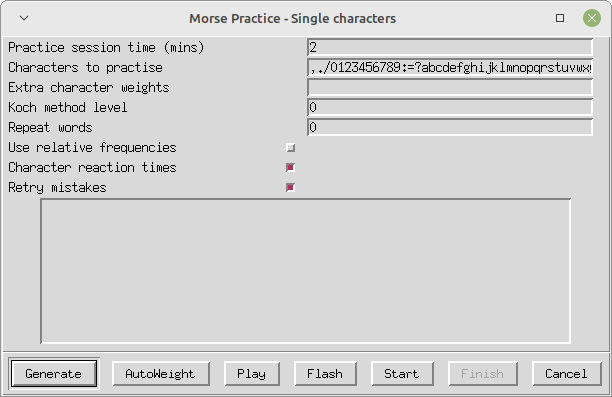 Morse Practice - Single characters
Practice session time (mins) 2
Characters to practise ,./0123456789:=?abcdefghijklmnopqrstuvwx
Extra character weights
Koch method level 0
Repeat words 0
Use relative frequencies
Character reaction times
Retry mistakes
Generate AutoWeight Play Flash Start Finish Cancel